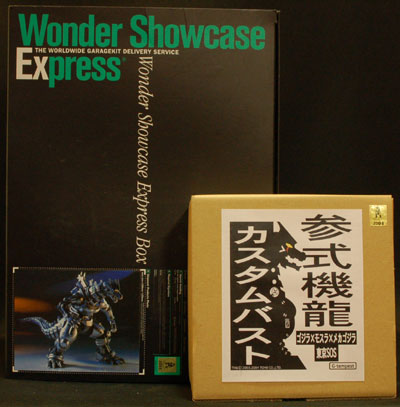 Wonder Showcase
THE WORLDWIDE GARAGEKIT DELIVERY SERVICE
Express
Wonder Showcase Express Box
参式機龍
カスタムバスト
ゴジラ×モスラ×メカゴジラ
東京SOS
G-tempest